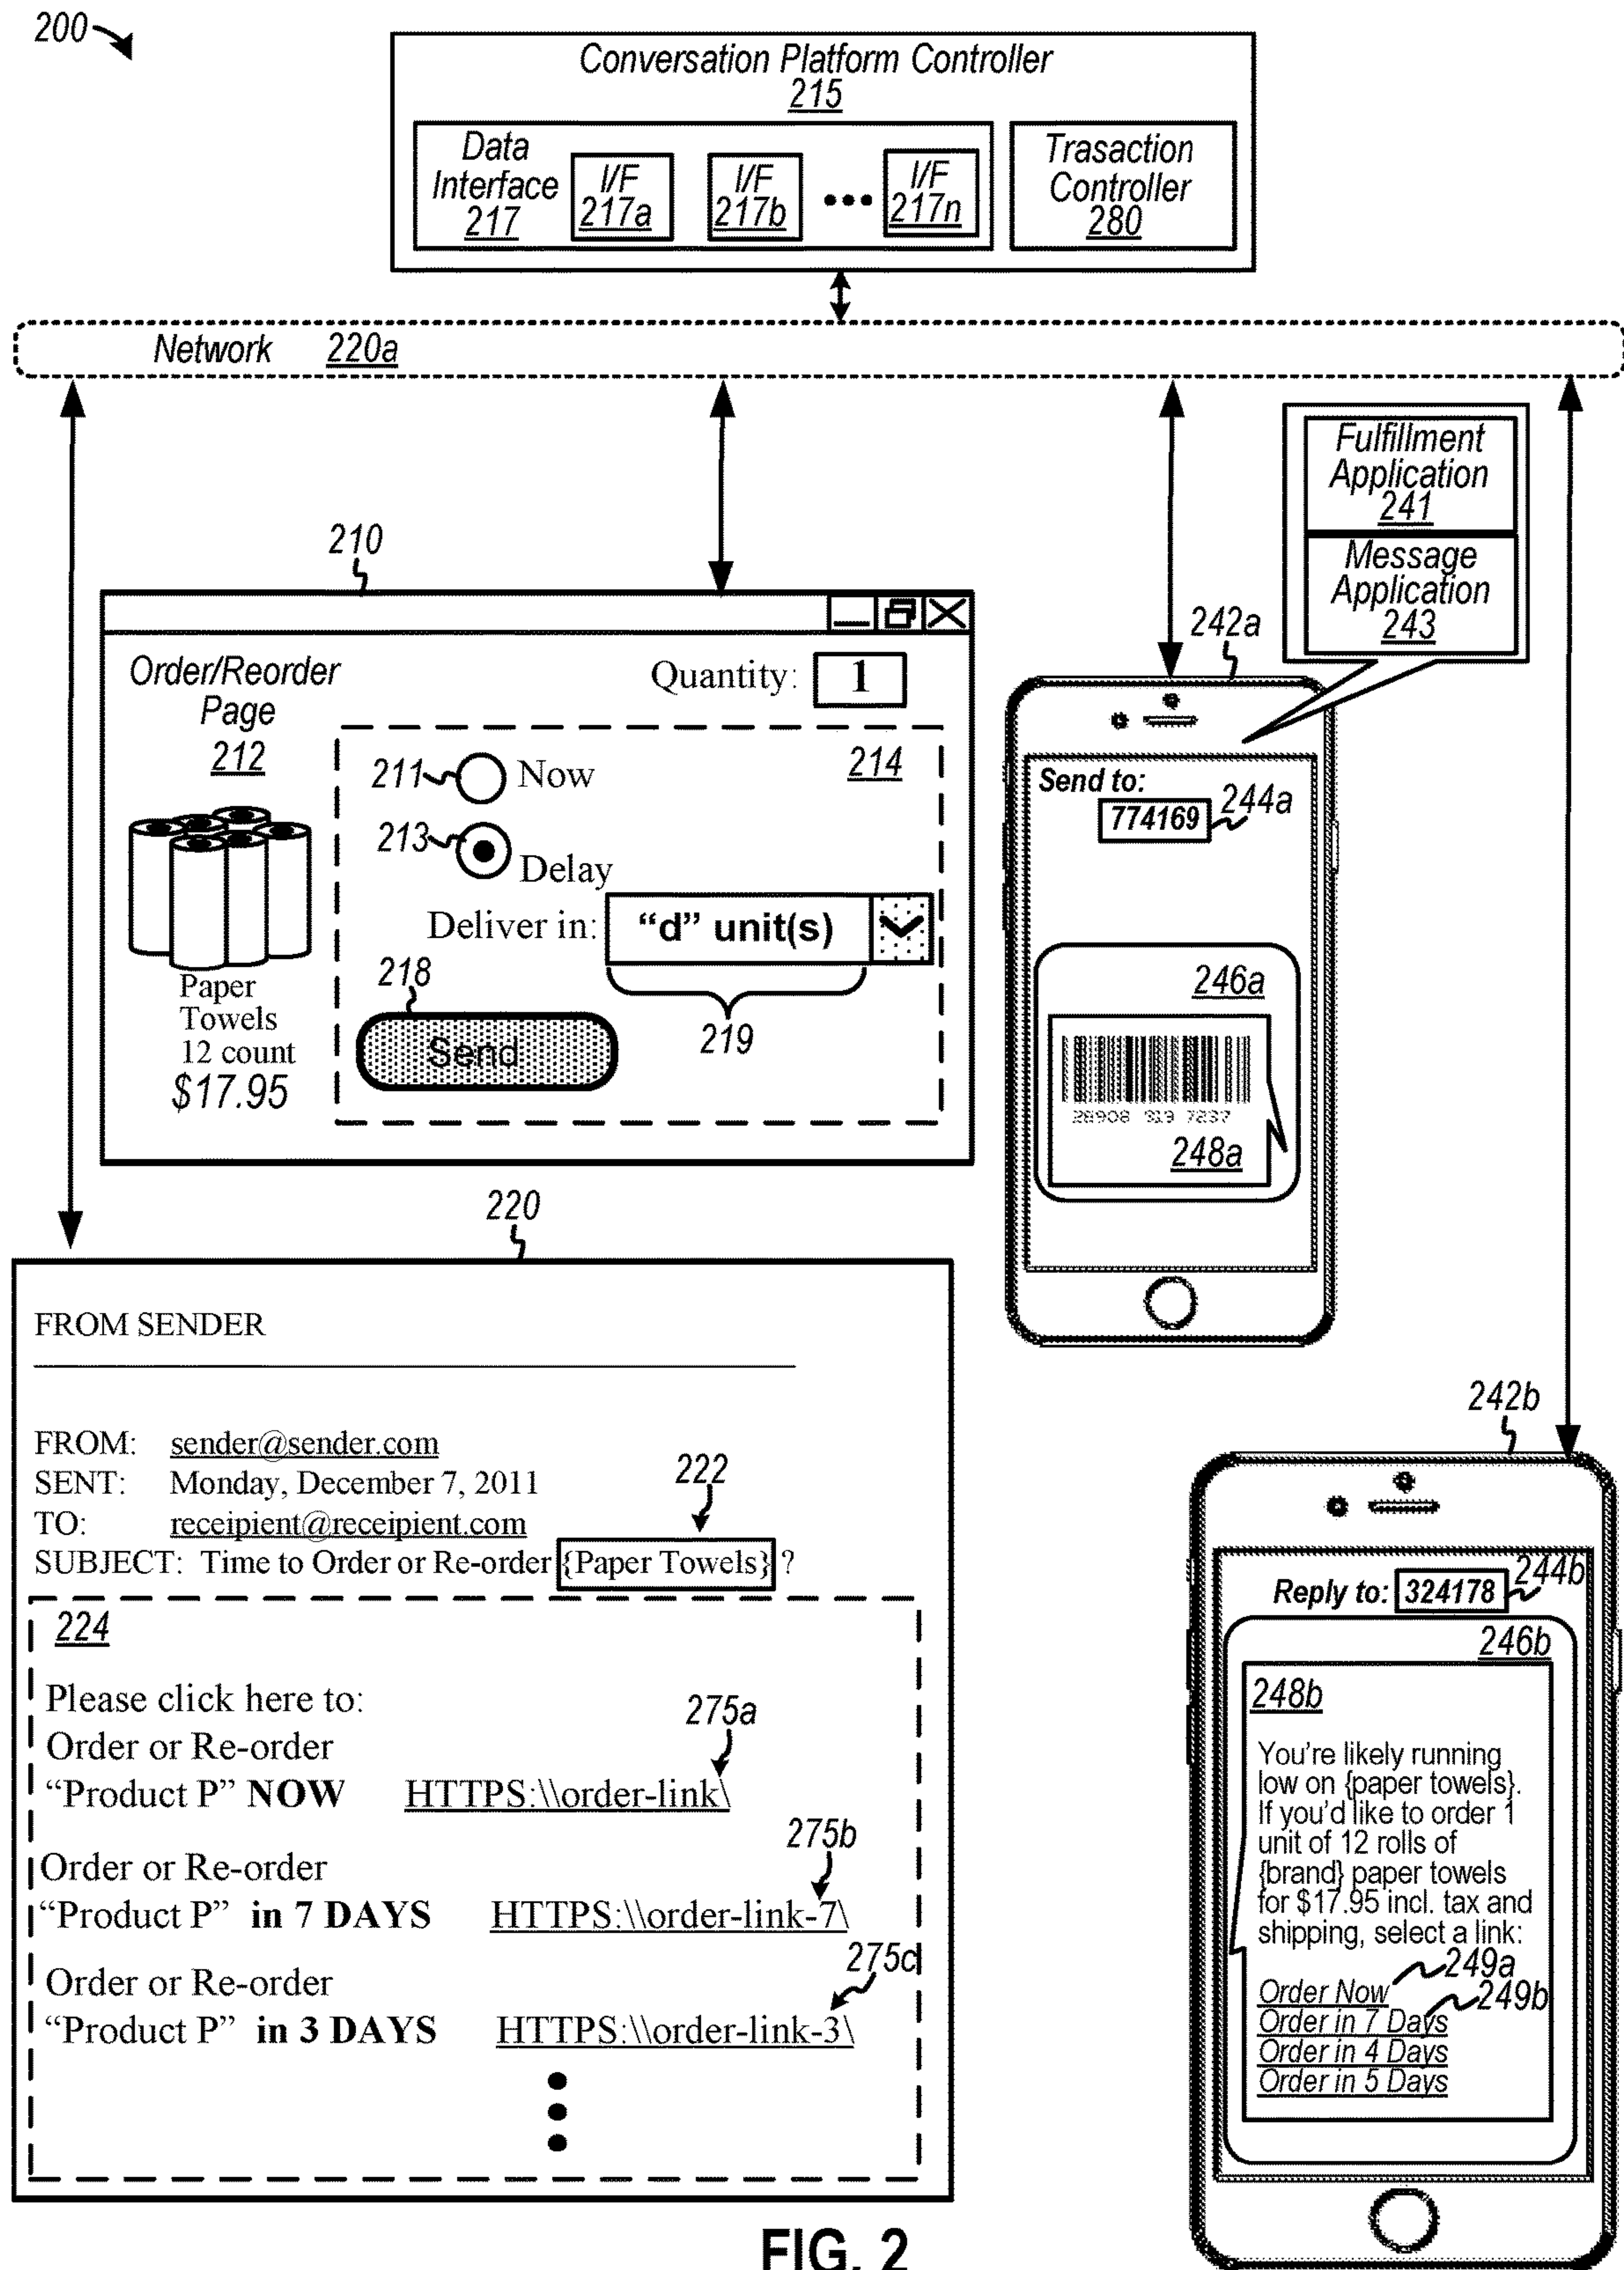 200
Conversation Platform Controller
215
Data
Interface
217
I/F
217a
I/F
217b
I/F
217n
Trasaction
Controller
280
Network 220a
Fulfillment
Application
241
Message
Application
243
210
Order/Reorder
Page
212
Quantity: 1
211 Now
214
213 Delay
Deliver in: “d” unit(s)
218
219
Send
Paper
Towels
12 count
$17.95
242a
Send to:
774169 244a
246a
28908 313 7237
248a
220
FROM SENDER
FROM: sender@sender.com
SENT: Monday, December 7, 2011
TO: receipient@receipient.com
222
SUBJECT: Time to Order or Re-order {Paper Towels} ?
224
Please click here to:
Order or Re-order
275a
“Product P” NOW HTTPS:\\order-link\
275b
Order or Re-order
“Product P” in 7 DAYS HTTPS:\\order-link-7\
275c
Order or Re-order
“Product P” in 3 DAYS HTTPS:\\order-link-3\
242b
Reply to: 324178 244b
246b
248b
You’re likely running
low on {paper towels}.
If you’d like to order 1
unit of 12 rolls of
{brand} paper towels
for $17.95 incl. tax and
shipping, select a link:
249a
Order Now
249b
Order in 7 Days
Order in 4 Days
Order in 5 Days
FIG. 2